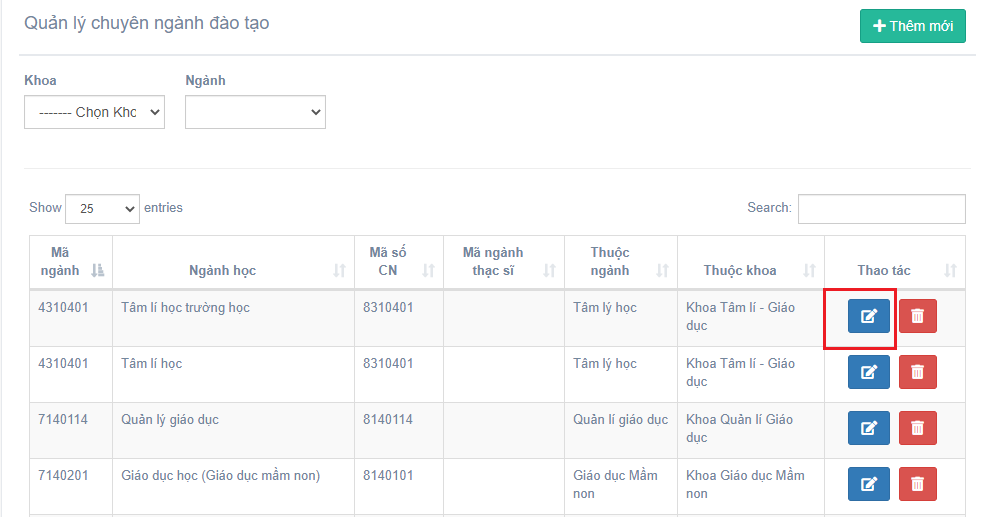 Quản lý chuyên ngành đào tạo
Thêm mới
Khoa Ngành
------- Chọn Khc
Show 25 entries Search:
Mã ngành Ngành học Mã số CN Mã ngành thạc sĩ Thuộc ngành Thuộc khoa Thao tác
4310401 Tâm lí học trường học 8310401 Tâm lý học Khoa Tâm lí - Giáo dục
4310401 Tâm lí học 8310401 Tâm lý học Khoa Tâm lí - Giáo dục
7140114 Quản lý giáo dục 8140114 Quản lí giáo dục Khoa Quản lí Giáo dục
7140201 Giáo dục học (Giáo dục mầm non) 8140101 Giáo dục Mầm non Khoa Giáo dục Mầm non